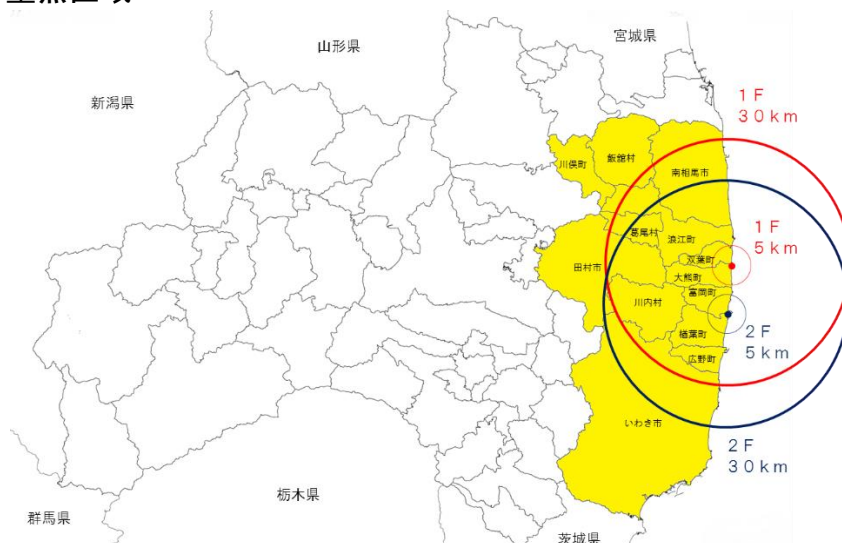 山形県
宮城県
新潟県
1F
30km
川俣町
飯舘村
南相馬市
葛尾村
浪江町
1F
5km
双葉町
田村市
大熊町
富岡町
川内村
楢葉町
2F
5km
広野町
いわき市
2F
30km
栃木県
群馬県
茨城県